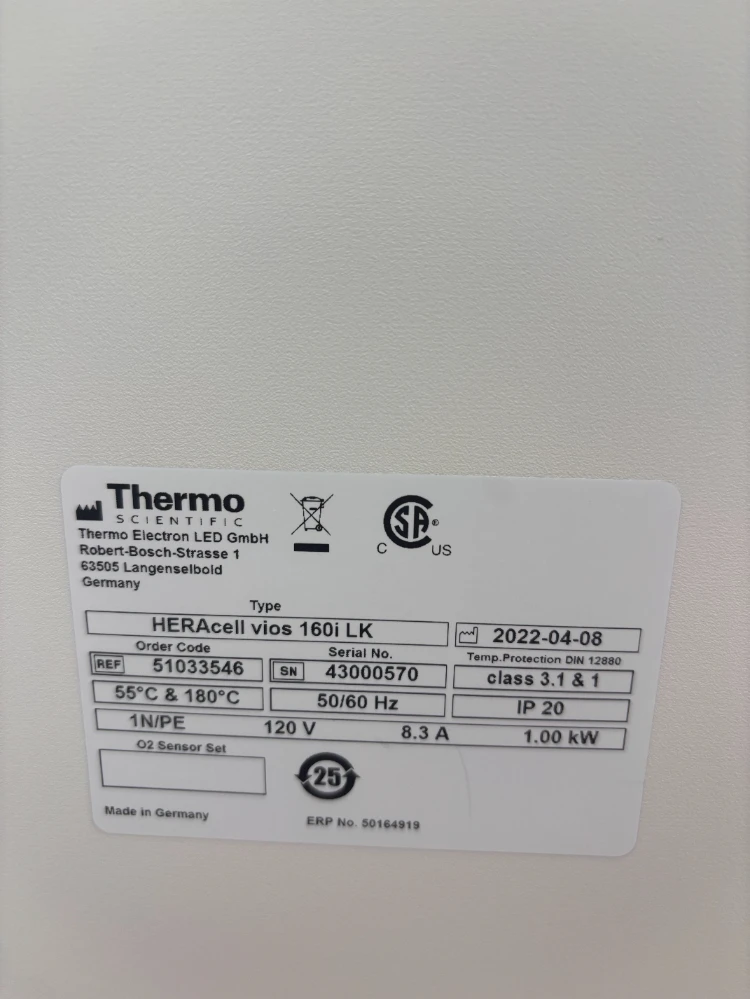 Thermo
SCIENTIFIC
Thermo Electron LED GmbH
Robert-Bosch-Strasse 1
63505 Langenselbold
Germany
CSA®
C US
Type
HERAcell vios 160i LK
2022-04-08
Order Code
Serial No.
Temp.Protection DIN 12880
REF 51033546
SN 43000570
class 3.1 & 1
55°C & 180°C
50/60 Hz
IP 20
1N/PE 120 V 8.3 A 1.00 kW
O2 Sensor Set
25
Made in Germany
ERP No. 50164919